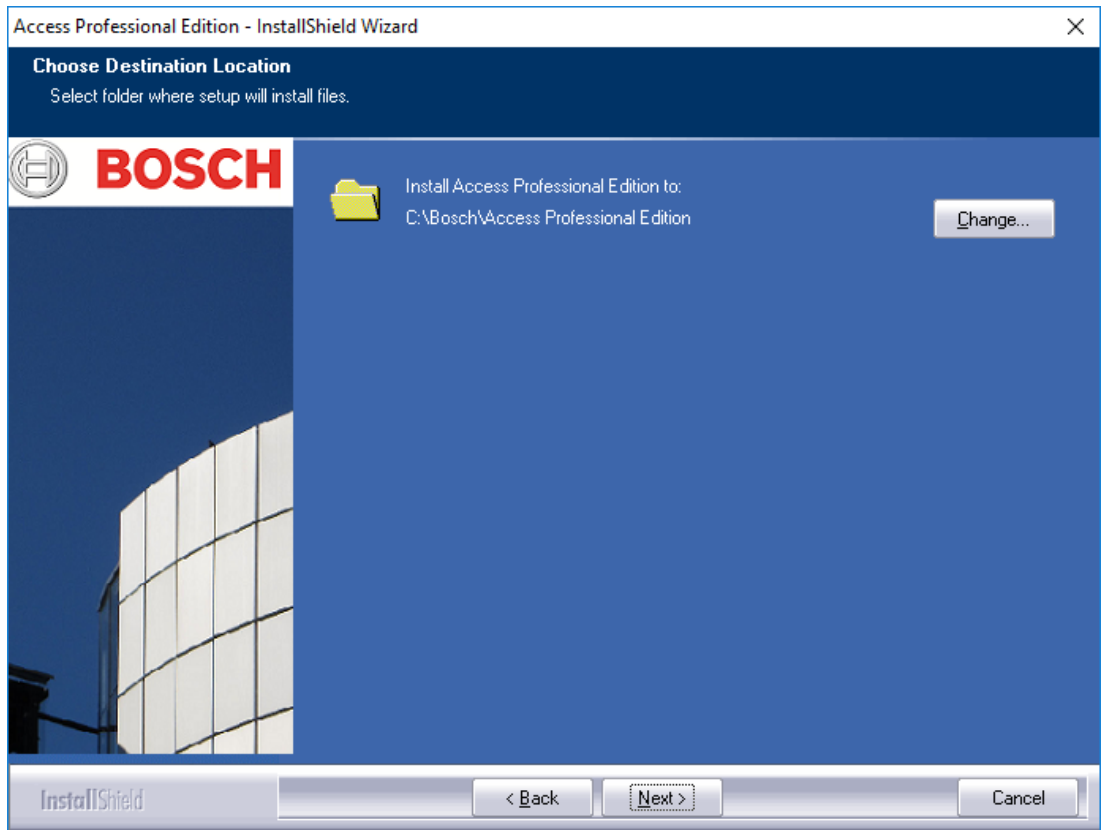 Access Professional Edition - InstallShield Wizard
Choose Destination Location
Select folder where setup will install files.
BOSCH
Install Access Professional Edition to:
C:\Bosch\Access Professional Edition
Change...
InstallShield
< Back
Next >
Cancel